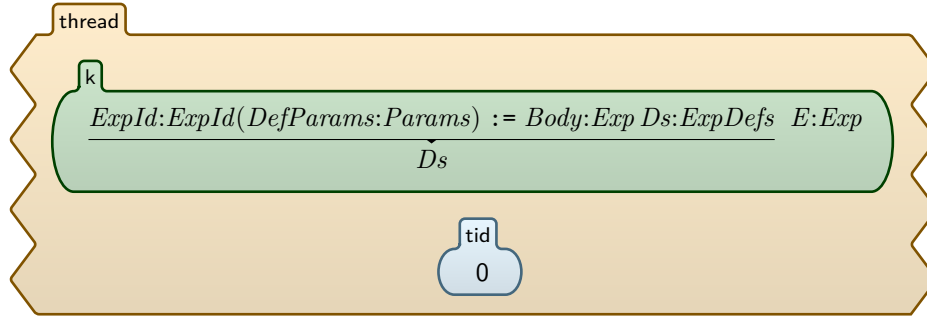 thread
k
ExpId:ExpId(DefParams:Params) := Body:Exp Ds:ExpDefs E:Exp
Ds
tid
0